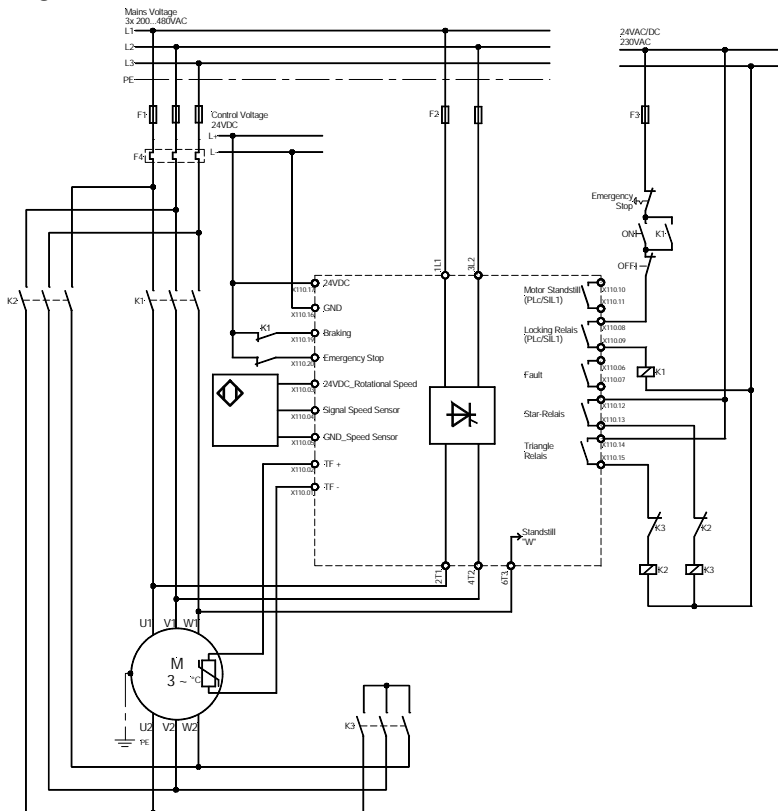 Mains Voltage
3x 200...480VAC
L1
L2
L3
PE
24VAC/DC
230VAC
F1
Control Voltage
24VDC
F2
F3
L+
L-
F4
Emergency
Stop
ON
K1
OFF
1L1
3L2
K2
K1
24VDC
X110.17
GND
X110.16
K1
Braking
X110.19
Emergency Stop
X110.20
24VDC_Rotational Speed
X110.03
Signal Speed Sensor
X110.04
GND_Speed Sensor
X110.05
TF +
X110.02
TF -
X110.01
Motor Standstill
(PLc/SIL1)
X110.10
X110.11
Locking Relais
(PLc/SIL1)
X110.08
X110.09
Fault
X110.06
X110.07
K1
Star-Relais
X110.12
X110.13
Triangle
Relais
X110.14
X110.15
Standstill
"W"
2T1
4T2
6T3
K3
K2
K2
K3
U1 V1 W1
M
3 ~
°C
U2 V2 W2
PE
K3